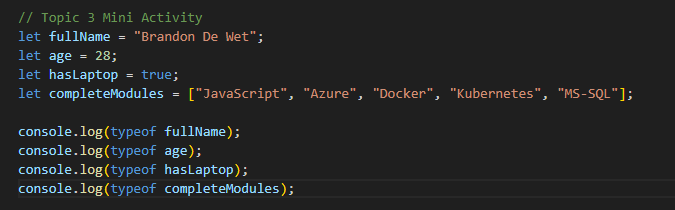 // Topic 3 Mini Activity
let fullName = "Brandon De Wet";
let age = 28;
let hasLaptop = true;
let completeModules = ["JavaScript", "Azure", "Docker", "Kubernetes", "MS-SQL"];
console.log(typeof fullName);
console.log(typeof age);
console.log(typeof hasLaptop);
console.log(typeof completeModules);